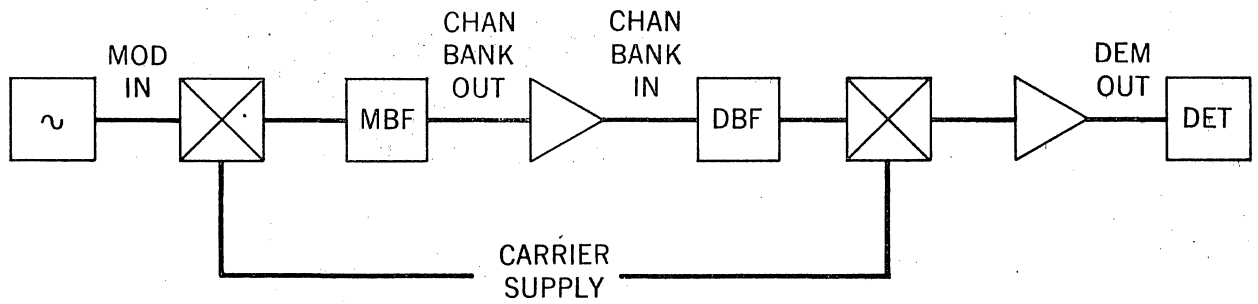 MOD
IN
MBF
CHAN
BANK
OUT
CHAN
BANK
IN
DBF
DEM
OUT
DET
CARRIER
SUPPLY